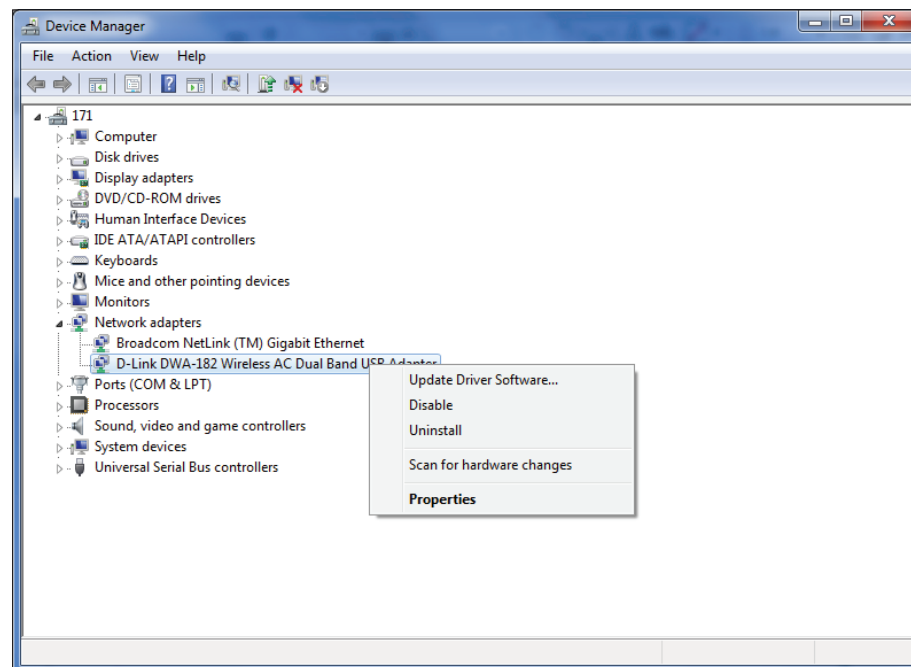 Device Manager
File Action View Help
171
Computer
Disk drives
Display adapters
DVD/CD-ROM drives
Human Interface Devices
IDE ATA/ATAPI controllers
Keyboards
Mice and other pointing devices
Monitors
Network adapters
Broadcom NetLink (TM) Gigabit Ethernet
D-Link DWA-182 Wireless AC Dual Band USB Adapter
Ports (COM & LPT)
Processors
Sound, video and game controllers
System devices
Universal Serial Bus controllers
Update Driver Software...
Disable
Uninstall
Scan for hardware changes
Properties